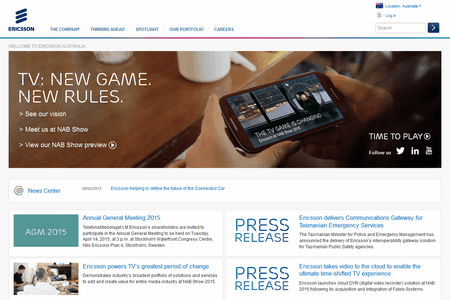 Location: Australia
Log in
ERICSSON
THE COMPANY
THINKING AHEAD
SPOTLIGHT
OUR PORTFOLIO
CAREERS
Search
WELCOME TO ERICSSON AUSTRALIA
TV: NEW GAME.
NEW RULES.
> See our vision
> Meet us at NAB Show
> View our NAB Show preview
THE TV GAME IS CHANGING
Ericsson at NAB Show 2015
TIME TO PLAY
Follow us
News Center
09/04/2015
Ericsson helping to define the future of the Connected Car
AGM 2015
Annual General Meeting 2015
Telefonaktiebolaget LM Ericsson's shareholders are invited to
participate in the Annual General Meeting to be held on Tuesday,
April 14, 2015, at 3 p.m. at Stockholm Waterfront Congress Centre,
Nils Ericsons Plan 4, Stockholm, Sweden.
PRESS
RELEASE
Ericsson delivers Communications Gateway for
Tasmanian Emergency Services
The Tasmanian Minister for Police and Emergency Management has
announced the delivery of Ericsson's interoperability gateway solution
for Tasmanian Public Safety agencies.
Ericsson powers TV's greatest period of change
Demonstrates industry's broadest portfolio of solutions and services
to add and create value for entire media industry at NAB Show 2015.
PRESS
RELEASE
Ericsson takes video to the cloud to enable the
ultimate time-shifted TV experience
Ericsson launches cloud DVR (digital video recorder) solution at NAB
2015 following its acquisition and integration of Fabrix Systems.